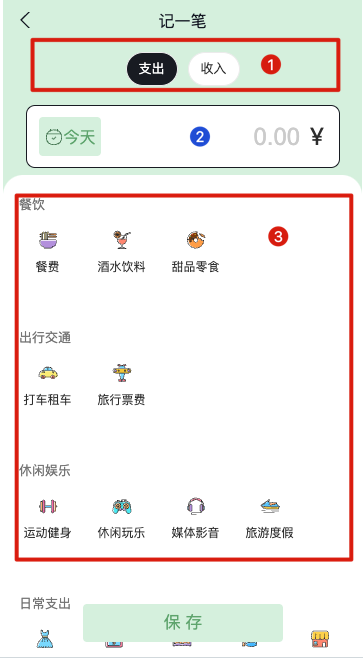 记一笔
支出 收入 1
今天 2 0.00 ¥
餐饮
3
餐费 酒水饮料 甜品零食
出行交通
打车租车 旅行票费
休闲娱乐
运动健身 休闲玩乐 媒体影音 旅游度假
日常支出
保存